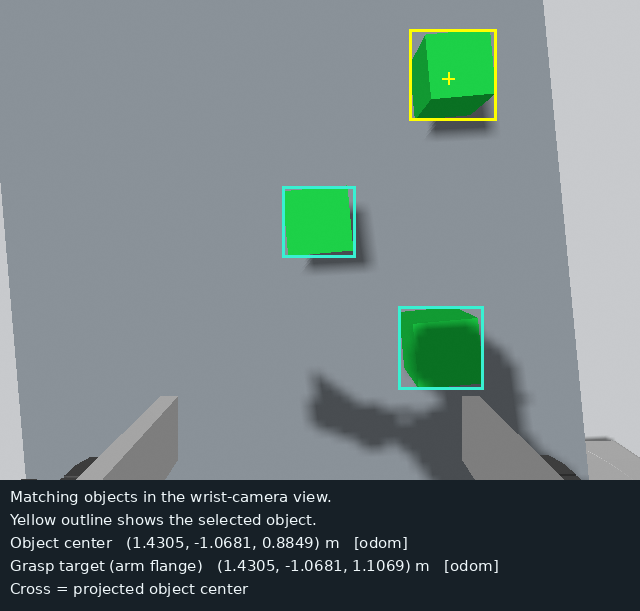 Matching objects in the wrist-camera view.
Yellow outline shows the selected object.
Object center   (1.4305, -1.0681, 0.8849) m   [odom]
Grasp target (arm flange)   (1.4305, -1.0681, 1.1069) m   [odom]
Cross = projected object center